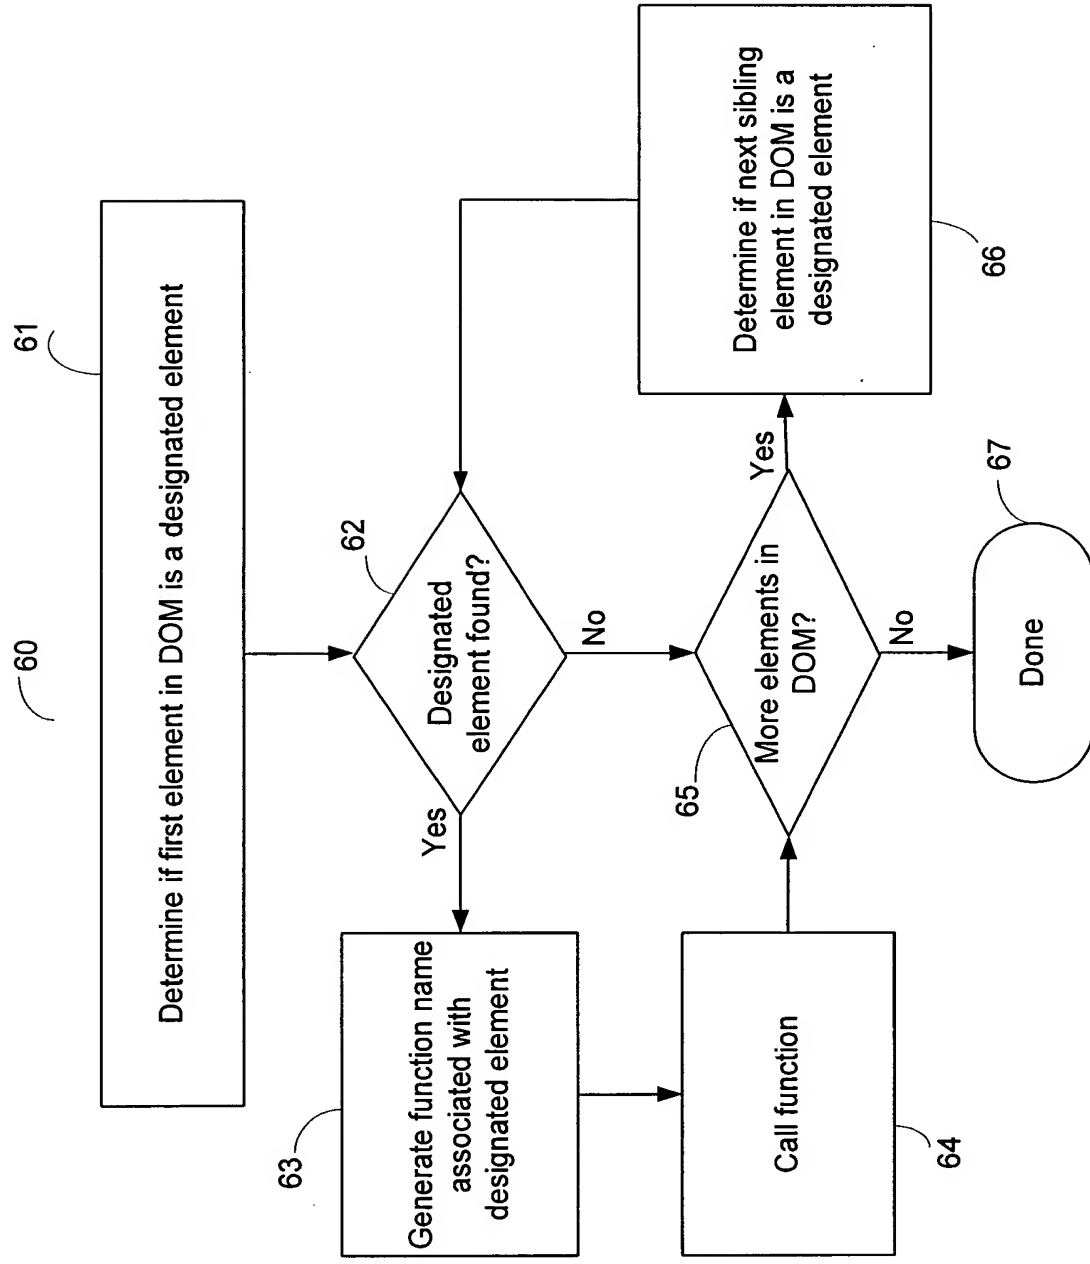 60
61
Determine if first element in DOM is a designated element
62
Designated
element found?
Yes
No
63
Generate function name
associated with
designated element
64
Call function
65
More elements in
DOM?
Yes
No
66
Determine if next sibling
element in DOM is a
designated element
67
Done